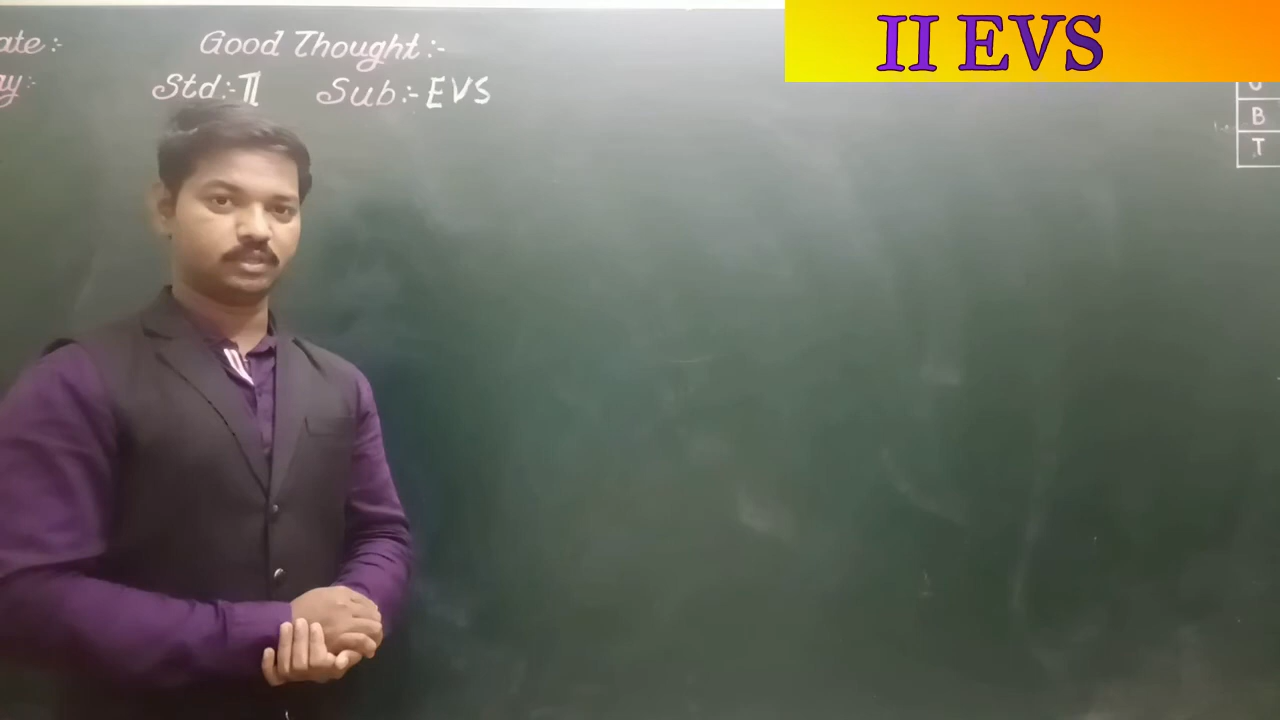 ate :- Good Thought :-
ay:- Std:- II Sub:- EVS
II EVS
B
T